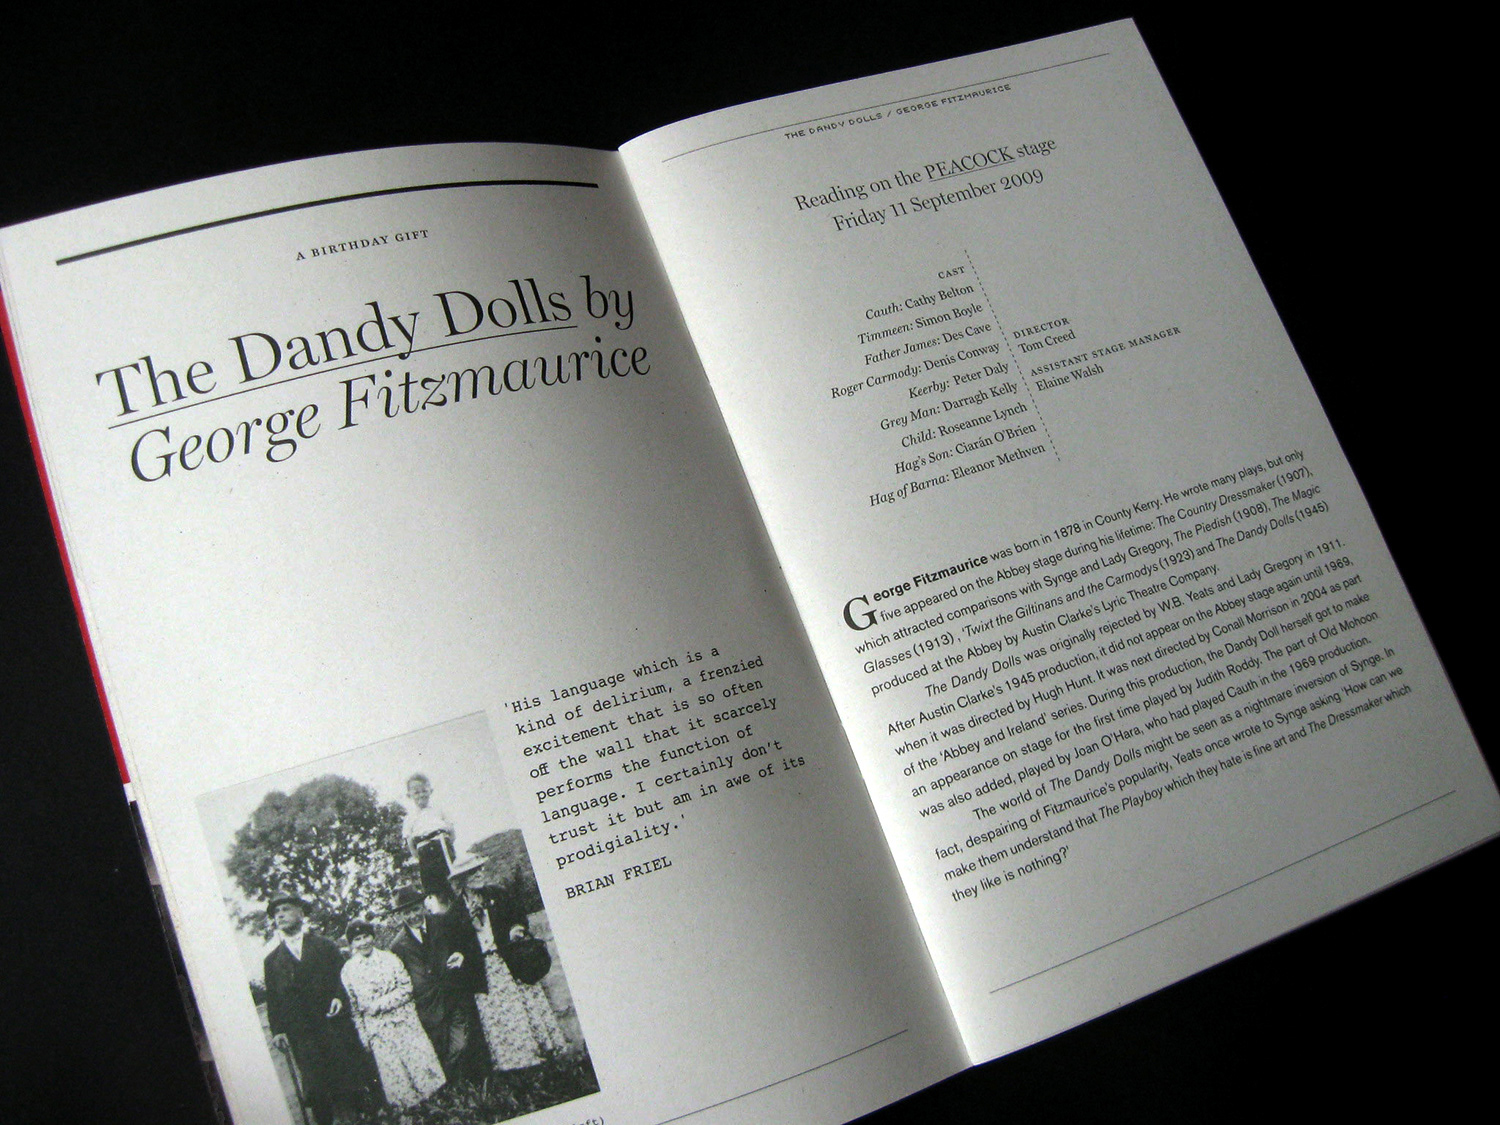 A BIRTHDAY GIFT
The Dandy Dolls by
George Fitzmaurice
'His language which is a
kind of delirium, a frenzied
excitement that is so often
off the wall that it scarcely
performs the function of
language. I certainly don't
trust it but am in awe of its
prodigiality.'
BRIAN FRIEL
THE DANDY DOLLS / GEORGE FITZMAURICE
Reading on the PEACOCK stage
Friday 11 September 2009
CAST
Cauth: Cathy Belton
Timmeen: Simon Boyle
Father James: Des Cave
Roger Carmody: Denis Conway
Keerby: Peter Daly
Grey Man: Darragh Kelly
Child: Roseanne Lynch
Hag's Son: Ciarán O'Brien
Hag of Barna: Eleanor Methven
DIRECTOR
Tom Creed
ASSISTANT STAGE MANAGER
Elaine Walsh
George Fitzmaurice was born in 1878 in County Kerry. He wrote many plays, but only
five appeared on the Abbey stage during his lifetime: The Country Dressmaker (1907),
which attracted comparisons with Synge and Lady Gregory, The Piedish (1908), The Magic
Glasses (1913) , 'Twixt the Giltinans and the Carmodys (1923) and The Dandy Dolls (1945)
produced at the Abbey by Austin Clarke's Lyric Theatre Company.
The Dandy Dolls was originally rejected by W.B. Yeats and Lady Gregory in 1911.
After Austin Clarke's 1945 production, it did not appear on the Abbey stage again until 1969,
when it was directed by Hugh Hunt. It was next directed by Conall Morrison in 2004 as part
of the 'Abbey and Ireland' series. During this production, the Dandy Doll herself got to make
an appearance on stage for the first time played by Judith Roddy. The part of Old Mohoon
was also added, played by Joan O'Hara, who had played Cauth in the 1969 production.
The world of The Dandy Dolls might be seen as a nightmare inversion of Synge. In
fact, despairing of Fitzmaurice's popularity, Yeats once wrote to Synge asking 'How can we
make them understand that The Playboy which they hate is fine art and The Dressmaker which
they like is nothing?'